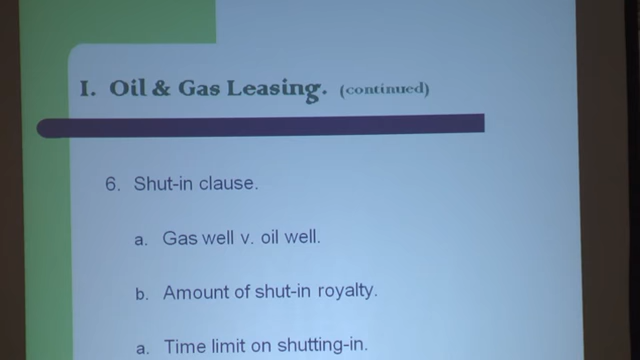 I. Oil & Gas Leasing. (continued)
6. Shut-in clause.
a. Gas well v. oil well.
b. Amount of shut-in royalty.
a. Time limit on shutting-in.